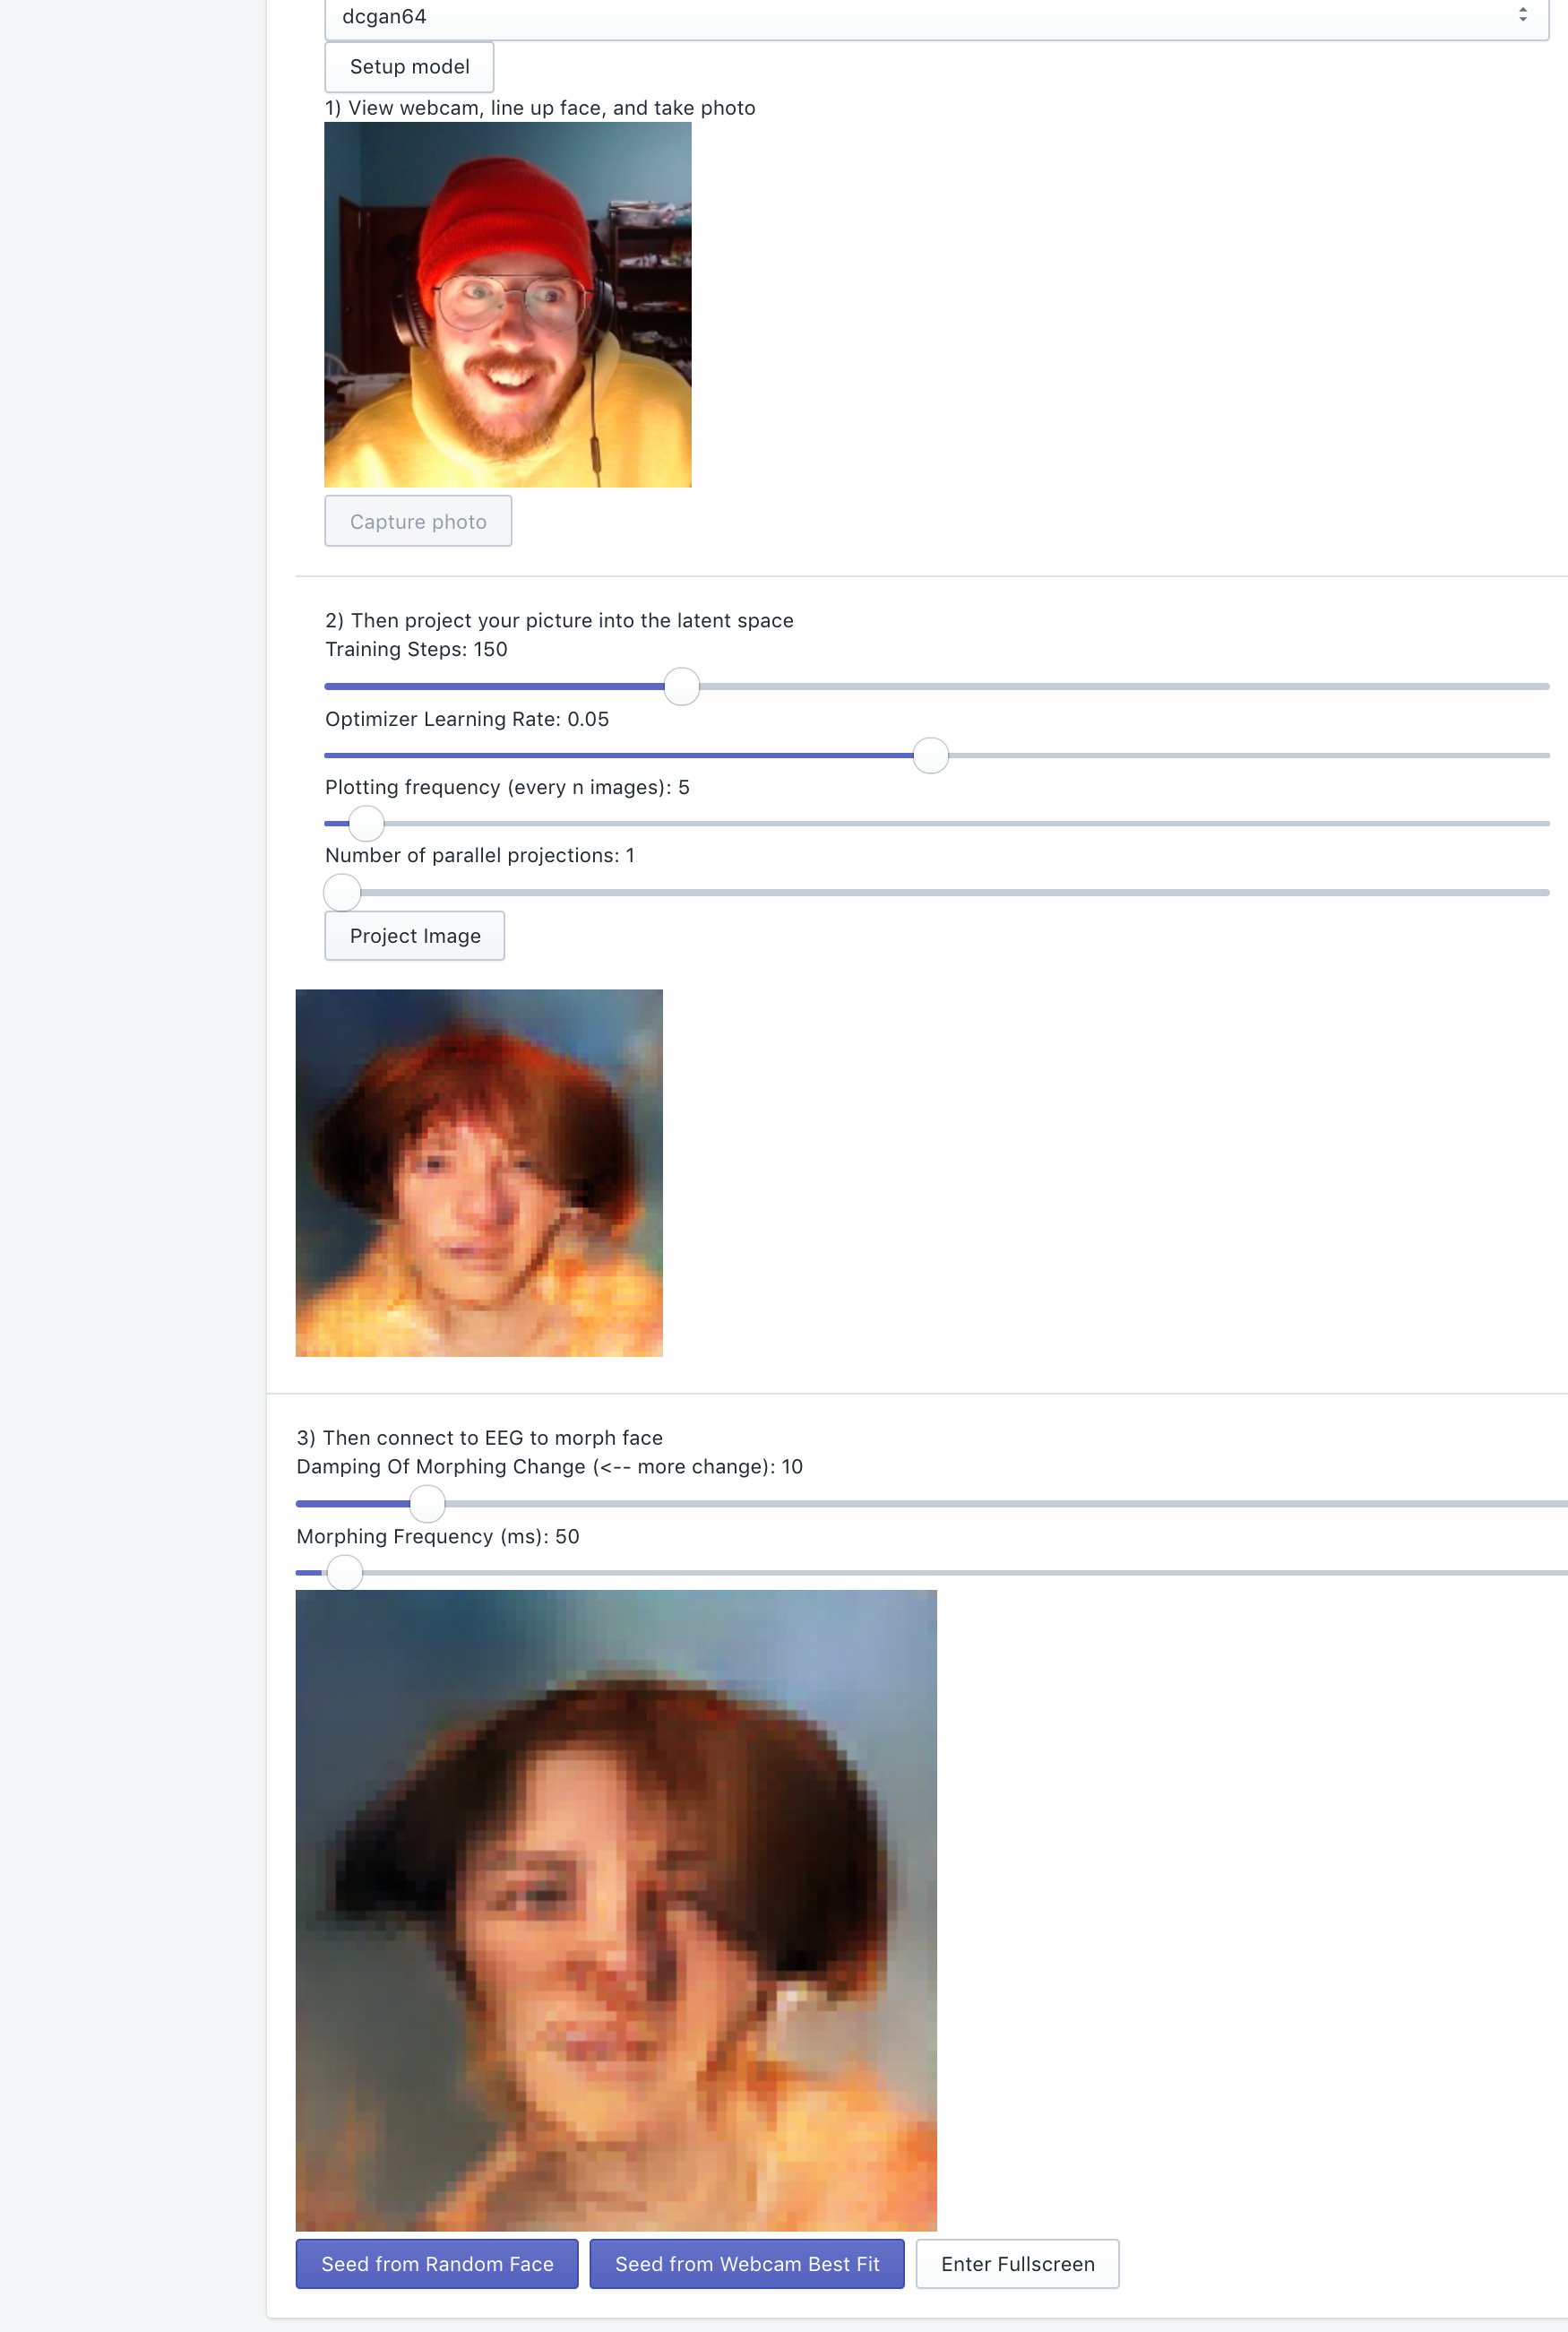 dcgan64
Setup model
1) View webcam, line up face, and take photo
Capture photo
2) Then project your picture into the latent space
Training Steps: 150
Optimizer Learning Rate: 0.05
Plotting frequency (every n images): 5
Number of parallel projections: 1
Project Image
3) Then connect to EEG to morph face
Damping Of Morphing Change (<-- more change): 10
Morphing Frequency (ms): 50
Seed from Random Face
Seed from Webcam Best Fit
Enter Fullscreen